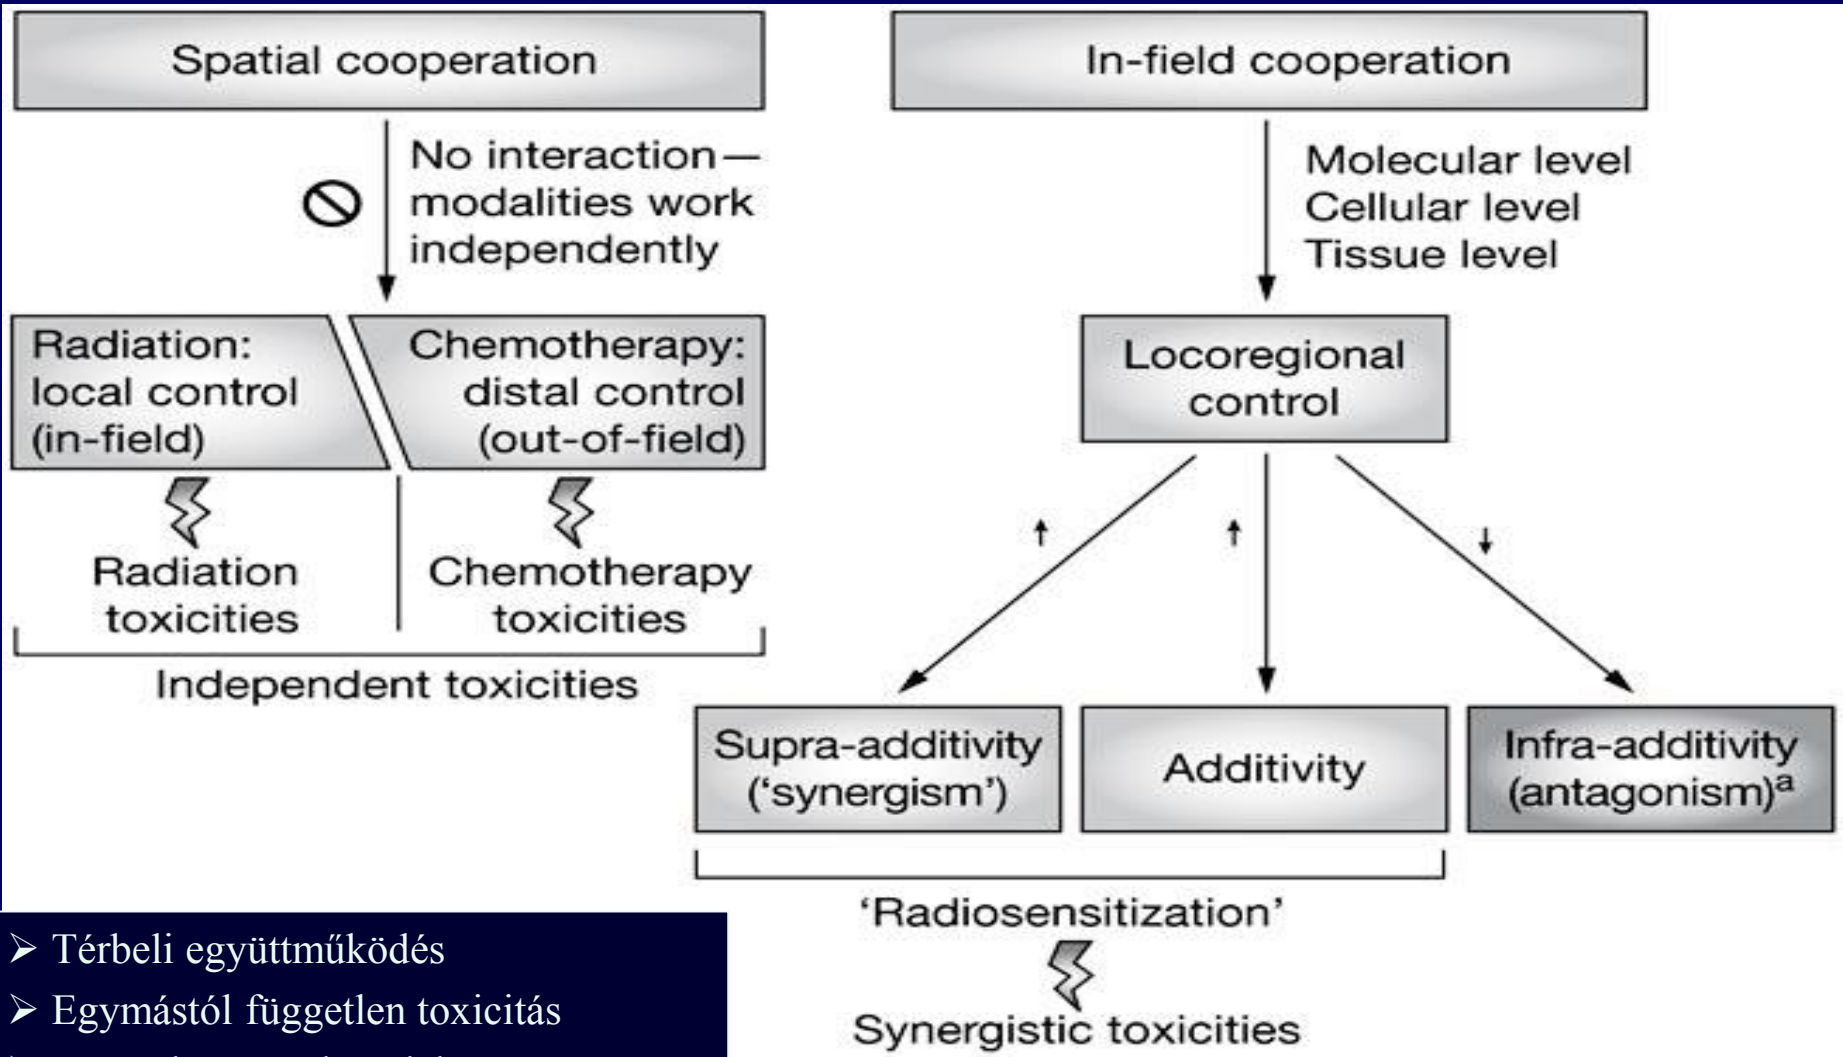 Spatial cooperation
No interaction—
modalities work
independently
Radiation:
local control
(in-field)
Chemotherapy:
distal control
(out-of-field)
Radiation
toxicities
Chemotherapy
toxicities
Independent toxicities
In-field cooperation
Molecular level
Cellular level
Tissue level
Locoregional
control
Supra-additivity
(‘synergism’)
Additivity
Infra-additivity
(antagonism)ᵃ
‘Radiosensitization’
Synergistic toxicities
➢ Térbeli együttműködés
➢ Egymástól független toxicitás